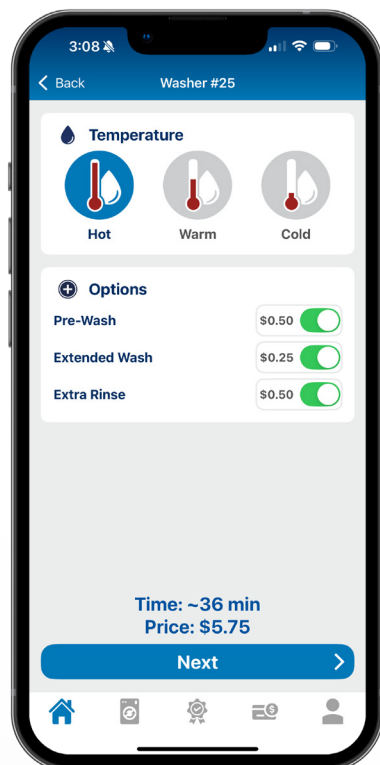 3:08
Back Washer #25
Temperature
Hot Warm Cold
Options
Pre-Wash $0.50
Extended Wash $0.25
Extra Rinse $0.50
Time: ~36 min
Price: $5.75
Next